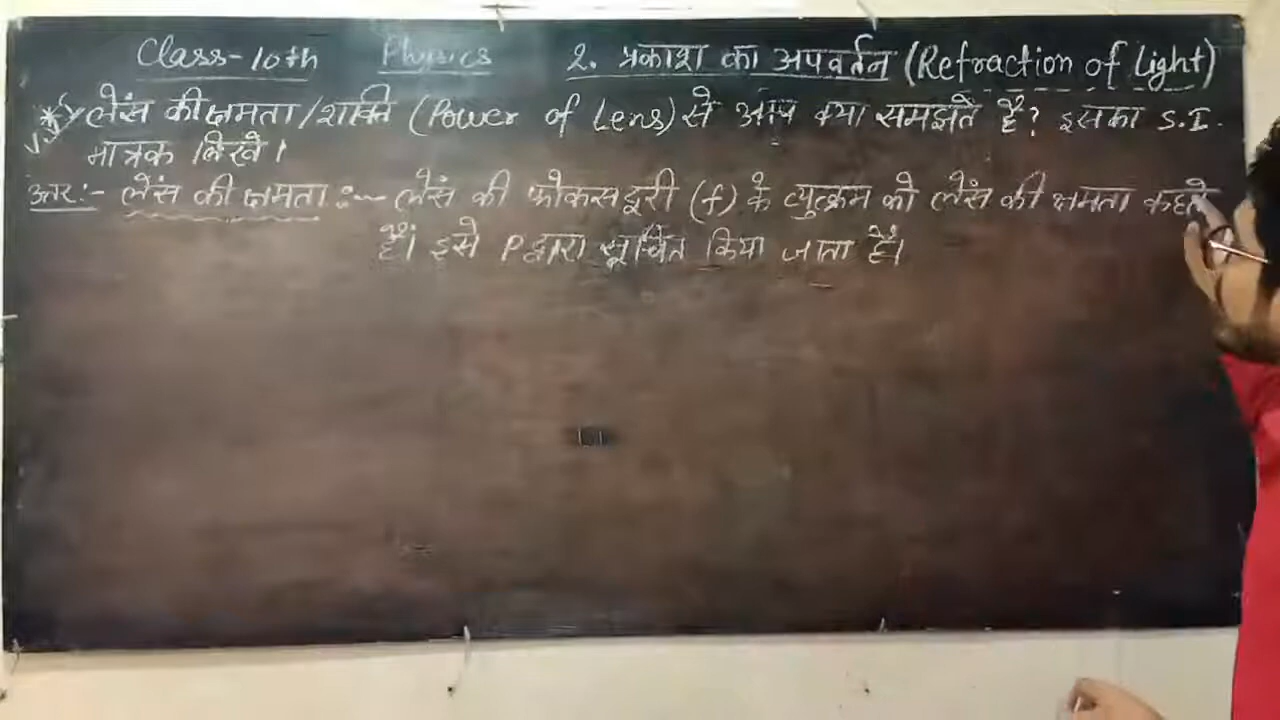 Class-10th Physics 2. प्रकाश का अपवर्तन (Refraction of Light)
लेंस की क्षमता/शक्ति (Power of Lens) से आप क्या समझते हैं? इसका S.I.
मात्रक लिखें।
उत्तर:- लेंस की क्षमता :- लेंस की फोकस दूरी (f) के व्युत्क्रम को लेंस की क्षमता कहते
हैं। इसे P द्वारा सूचित किया जाता है।